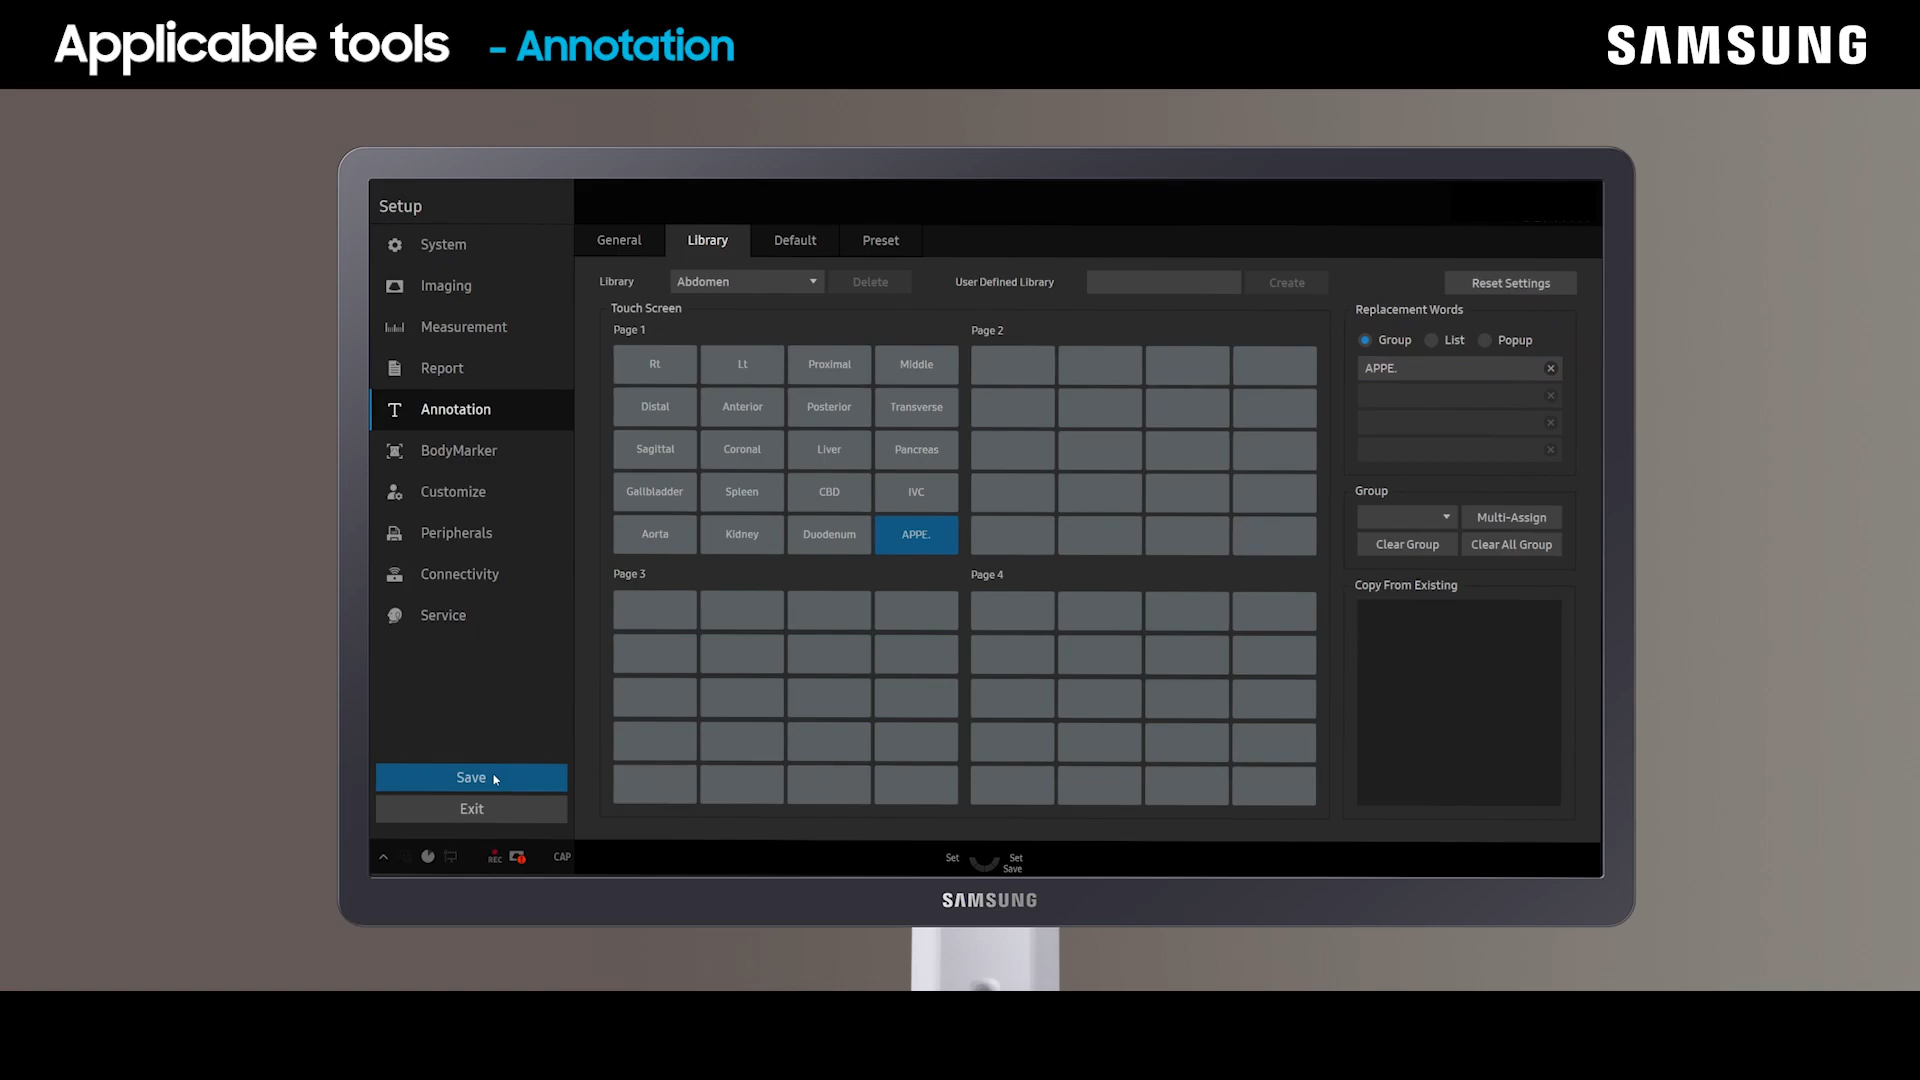 Applicable tools - Annotation
SAMSUNG
Setup
System
Imaging
Measurement
Report
Annotation
BodyMarker
Customize
Peripherals
Connectivity
Service
Save
Exit
REC
CAP
General Library Default Preset
Library Abdomen Delete User Defined Library Create Reset Settings
Touch Screen
Page 1
Rt Lt Proximal Middle
Distal Anterior Posterior Transverse
Sagittal Coronal Liver Pancreas
Gallbladder Spleen CBD IVC
Aorta Kidney Duodenum APPE.
Page 2
Page 3
Page 4
Replacement Words
Group List Popup
APPE.
Group
Multi-Assign
Clear Group Clear All Group
Copy From Existing
Set Set
Save
SAMSUNG